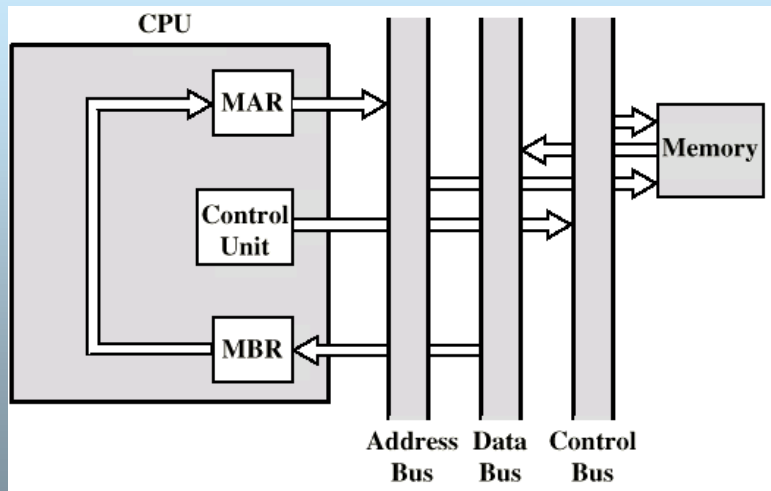 CPU
MAR
Memory
Control
Unit
MBR
Address Data Control
Bus Bus Bus